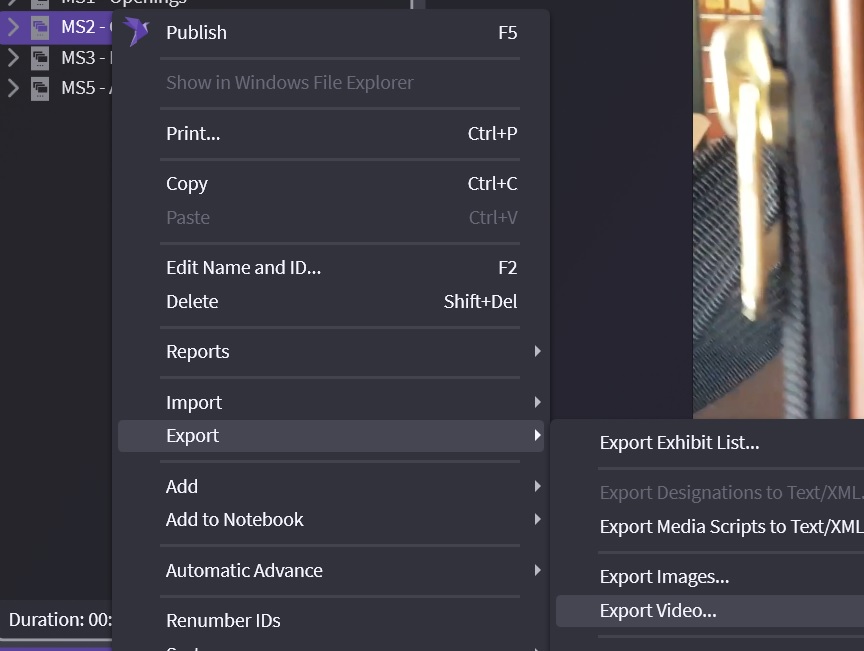 MS1 - Openings
MS2 -
Publish F5
MS3 -
Show in Windows File Explorer
MS5 -
Print... Ctrl+P
Copy Ctrl+C
Paste Ctrl+V
Edit Name and ID... F2
Delete Shift+Del
Reports
Import
Export
Export Exhibit List...
Add
Export Designations to Text/XML
Add to Notebook
Export Media Scripts to Text/XML
Automatic Advance
Export Images...
Export Video...
Duration: 00:
Renumber IDs